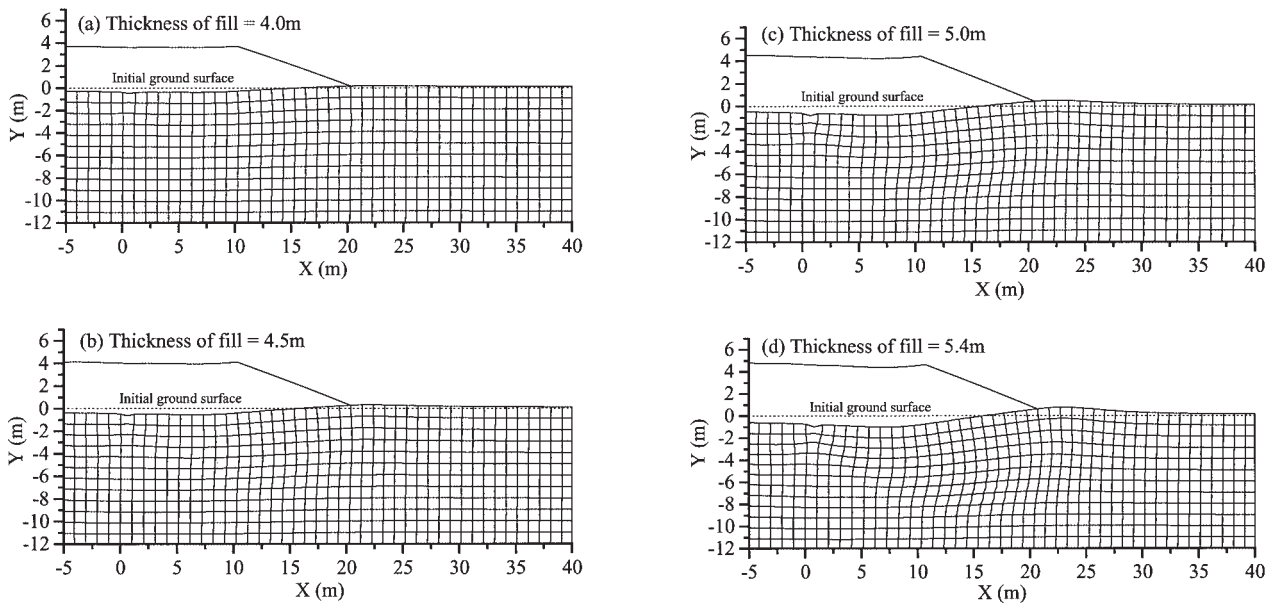 (a) Thickness of fill = 4.0m
Initial ground surface
Y (m)
6
4
2
0
-2
-4
-6
-8
-10
-12
-5 0 5 10 15 20 25 30 35 40
X (m)
(b) Thickness of fill = 4.5m
Initial ground surface
Y (m)
6
4
2
0
-2
-4
-6
-8
-10
-12
-5 0 5 10 15 20 25 30 35 40
X (m)
(c) Thickness of fill = 5.0m
Initial ground surface
Y (m)
6
4
2
0
-2
-4
-6
-8
-10
-12
-5 0 5 10 15 20 25 30 35 40
X (m)
(d) Thickness of fill = 5.4m
Initial ground surface
Y (m)
6
4
2
0
-2
-4
-6
-8
-10
-12
-5 0 5 10 15 20 25 30 35 40
X (m)